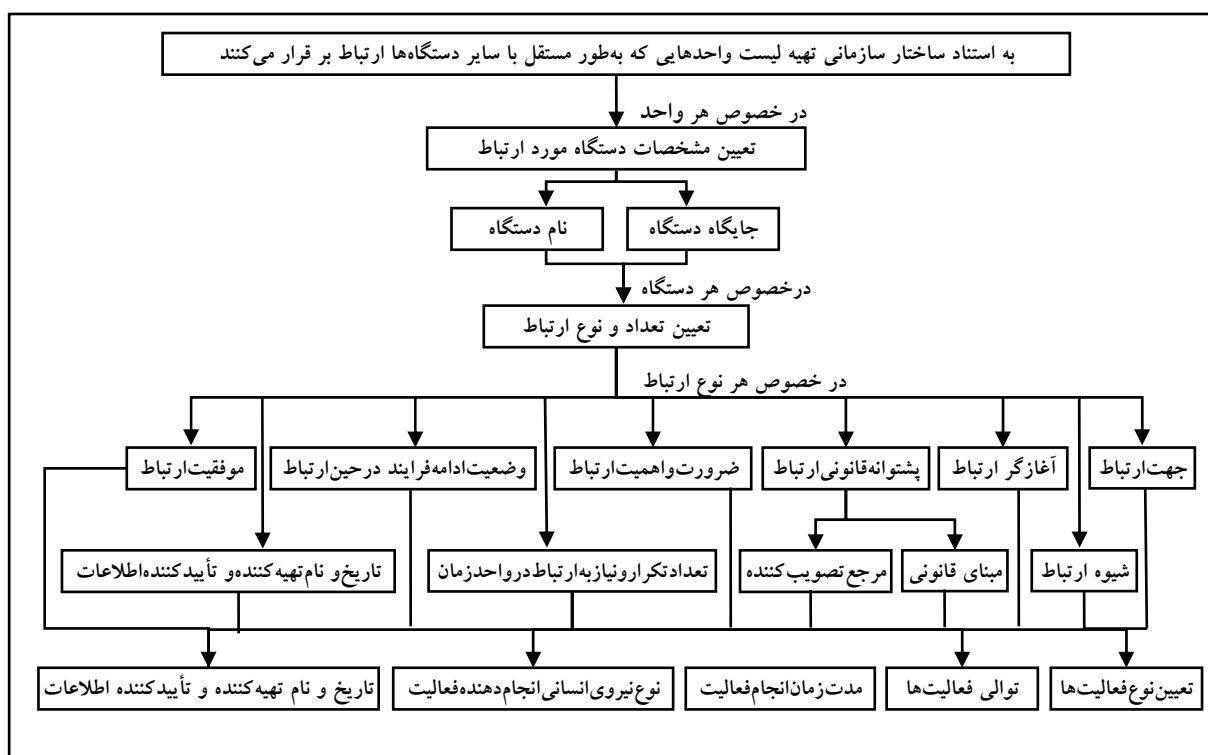 به استناد ساختار سازمانی تهیه لیست واحدهایی که به‌طور مستقل با سایر دستگاه‌ها ارتباط بر قرار می‌کنند
در خصوص هر واحد
تعیین مشخصات دستگاه مورد ارتباط
جایگاه دستگاه
نام دستگاه
درخصوص هر دستگاه
تعیین تعداد و نوع ارتباط
در خصوص هر نوع ارتباط
جهت‌ارتباط
آغازگر ارتباط
پشتوانه‌قانونی‌ارتباط
ضرورت‌واهمیت‌ارتباط
وضعیت‌ادامه‌فرایند درحین‌ارتباط
موفقیت‌ارتباط
شیوه ارتباط
مبنای قانونی
مرجع‌تصویب‌کننده
تعدادتکرارونیازبه‌ارتباط‌درواحدزمان
تاریخ‌و نام‌تهیه‌کننده‌و تأییدکننده‌اطلاعات
تعیین‌نوع‌فعالیت‌ها
توالی فعالیت‌ها
مدت‌زمان‌انجام‌فعالیت
نوع‌نیروی‌انسانی‌انجام‌دهنده‌فعالیت
تاریخ و نام تهیه‌کننده و تأییدکننده اطلاعات